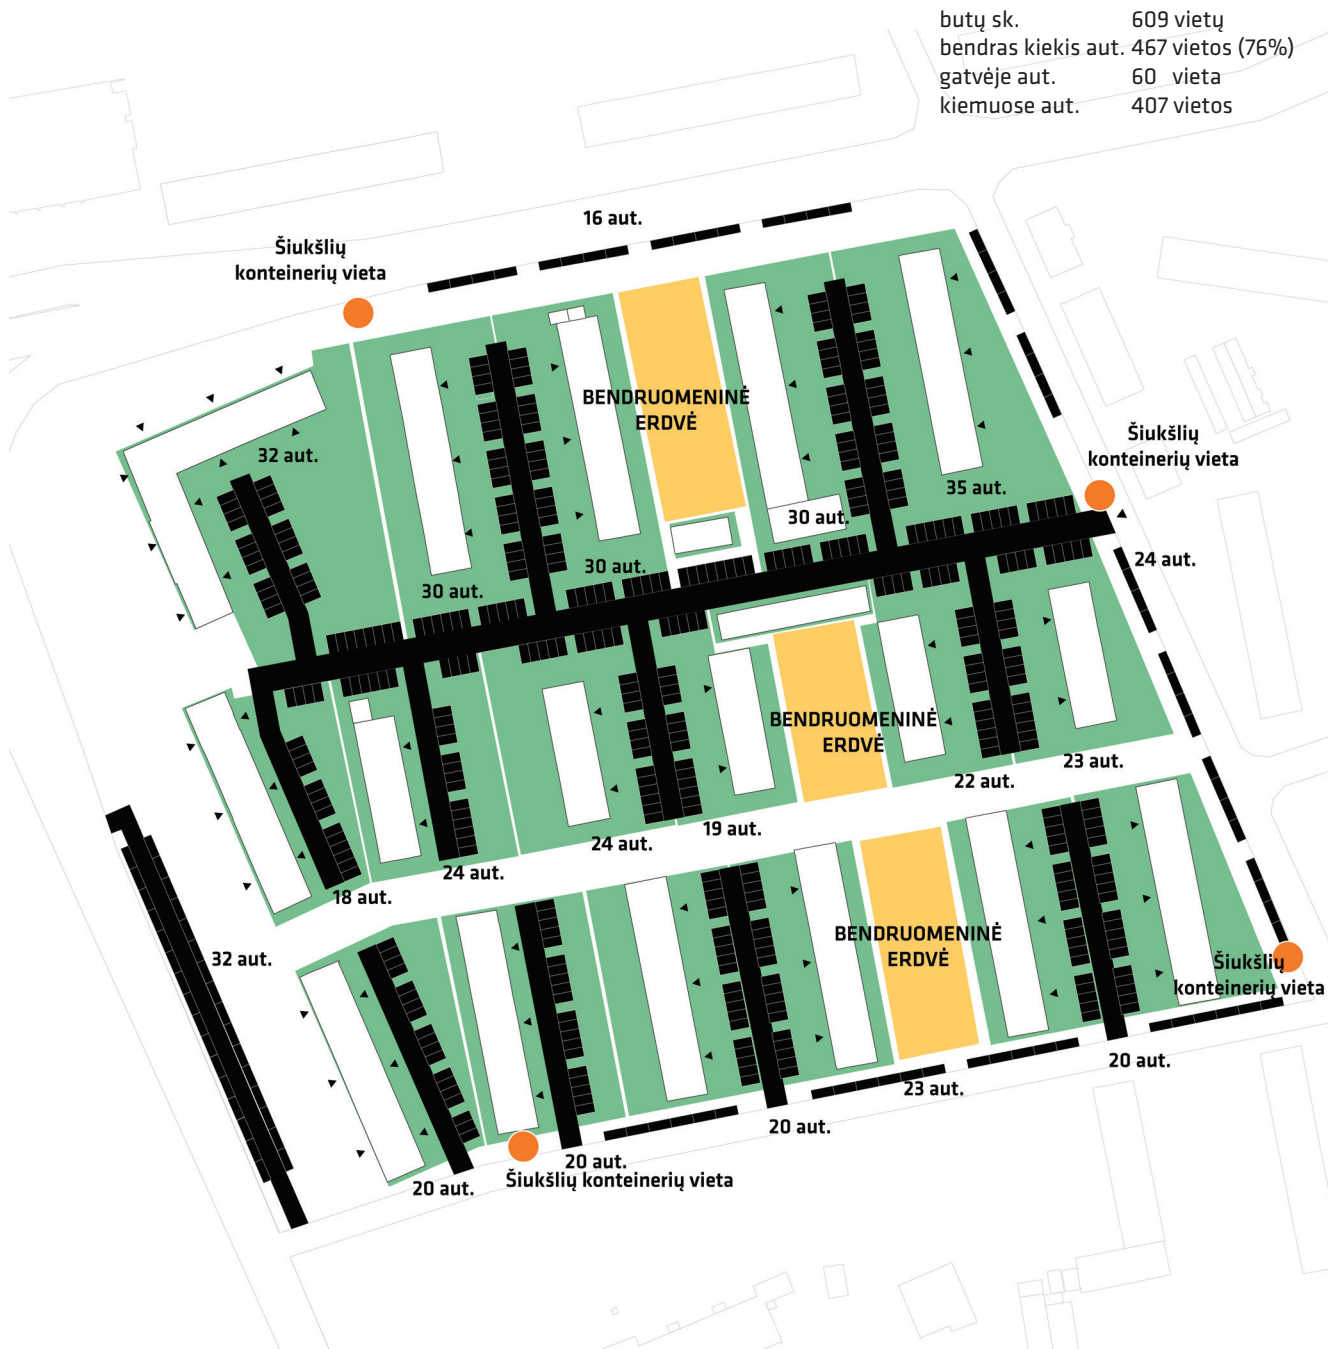 butų sk. 609 vietų
bendras kiekis aut. 467 vietos (76%)
gatvėje aut. 60 vieta
kiemuose aut. 407 vietos
16 aut.
Šiukšlių
konteinerių vieta
BENDRUOMENINĖ
ERDVĖ
Šiukšlių
konteinerių vieta
32 aut.
35 aut.
30 aut.
24 aut.
30 aut.
30 aut.
BENDRUOMENINĖ
ERDVĖ
23 aut.
22 aut.
19 aut.
24 aut.
24 aut.
18 aut.
BENDRUOMENINĖ
ERDVĖ
32 aut.
Šiukšlių
konteinerių vieta
20 aut.
23 aut.
20 aut.
20 aut.
Šiukšlių konteinerių vieta
20 aut.